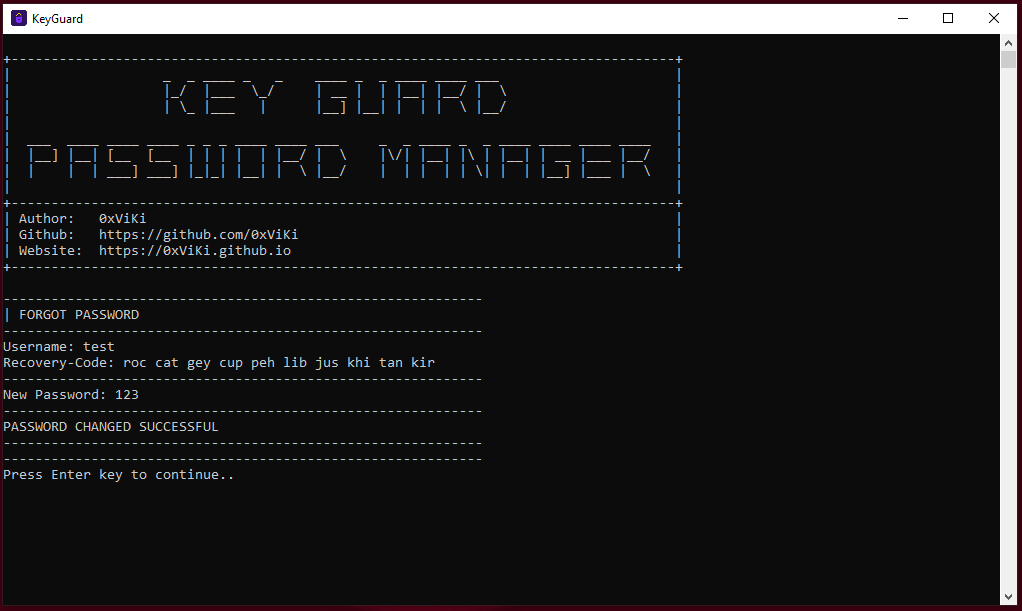 KeyGuard
KEY GUARD
PASSWORD MANAGER
Author: 0xViKi
Github: https://github.com/0xViKi
Website: https://0xViKi.github.io
| FORGOT PASSWORD
Username: test
Recovery-Code: roc cat gey cup peh lib jus khi tan kir
New Password: 123
PASSWORD CHANGED SUCCESSFUL
Press Enter key to continue..